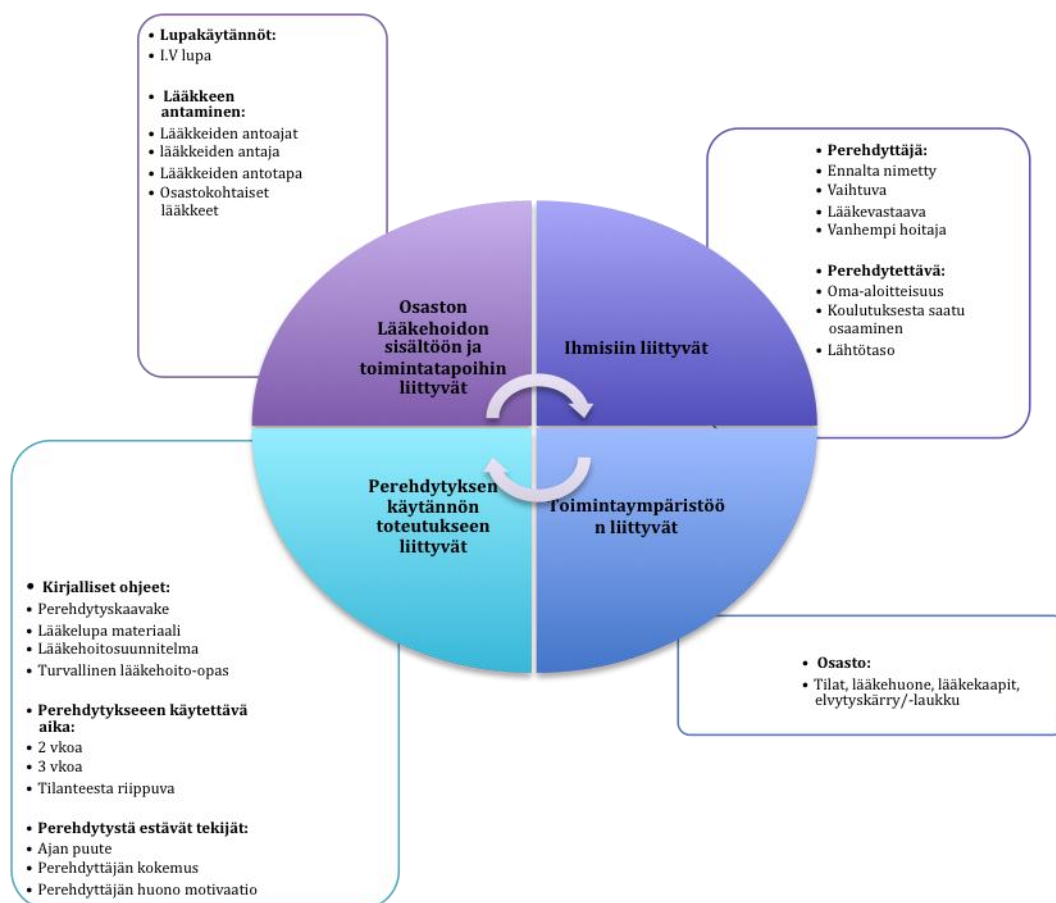 • Lupakäytännöt:
• I.V lupa
• Lääkkeen
antaminen:
• Lääkkeiden antoajat
• lääkkeiden antaja
• Lääkkeiden antotapa
• Osastokohtaiset
lääkkeet
• Perehdyttäjä:
• Ennalta nimetty
• Vaihtuva
• Lääkevastaava
• Vanhempi hoitaja
• Perehdytettävä:
• Oma-aloitteisuus
• Koulutuksesta saatu
osaaminen
• Lähtötaso
Osaston
Lääkehoidon
sisältöön ja
toimintatapoihin
liittyvät
Ihmisiin liittyvät
Perehdytyksen
käytännön
toteutukseen
liittyvät
Toimintaympäristöö
n liittyvät
• Kirjalliset ohjeet:
• Perehdytyskaavake
• Lääkelupa materiaali
• Lääkehoitosuunnitelma
• Turvallinen lääkehoito-opas
• Perehdytykseeen käytettävä
aika:
• 2 vkoa
• 3 vkoa
• Tilanteesta riippuva
• Perehdytystä estävät tekijät:
• Ajan puute
• Perehdyttäjän kokemus
• Perehdyttäjän huono motivaatio
• Osasto:
• Tilat, lääkehuone, lääkekaapit,
elvytyskärry/-laukku